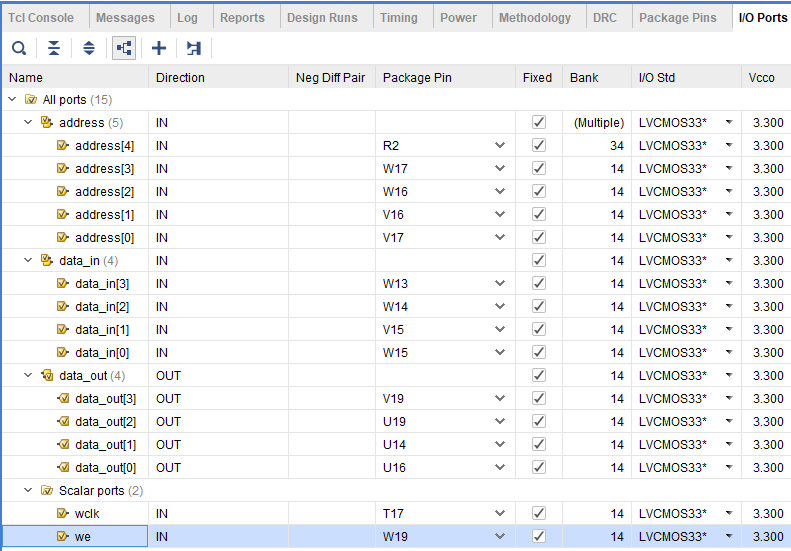 Tcl Console Messages Log Reports Design Runs Timing Power Methodology DRC Package Pins I/O Ports
Name Direction Neg Diff Pair Package Pin Fixed Bank I/O Std Vcco
All ports (15)
address (5) IN (Multiple) LVCMOS33* 3.300
address[4] IN R2 34 LVCMOS33* 3.300
address[3] IN W17 14 LVCMOS33* 3.300
address[2] IN W16 14 LVCMOS33* 3.300
address[1] IN V16 14 LVCMOS33* 3.300
address[0] IN V17 14 LVCMOS33* 3.300
data_in (4) IN 14 LVCMOS33* 3.300
data_in[3] IN W13 14 LVCMOS33* 3.300
data_in[2] IN W14 14 LVCMOS33* 3.300
data_in[1] IN V15 14 LVCMOS33* 3.300
data_in[0] IN W15 14 LVCMOS33* 3.300
data_out (4) OUT 14 LVCMOS33* 3.300
data_out[3] OUT V19 14 LVCMOS33* 3.300
data_out[2] OUT U19 14 LVCMOS33* 3.300
data_out[1] OUT U14 14 LVCMOS33* 3.300
data_out[0] OUT U16 14 LVCMOS33* 3.300
Scalar ports (2)
wclk IN T17 14 LVCMOS33* 3.300
we IN W19 14 LVCMOS33* 3.300